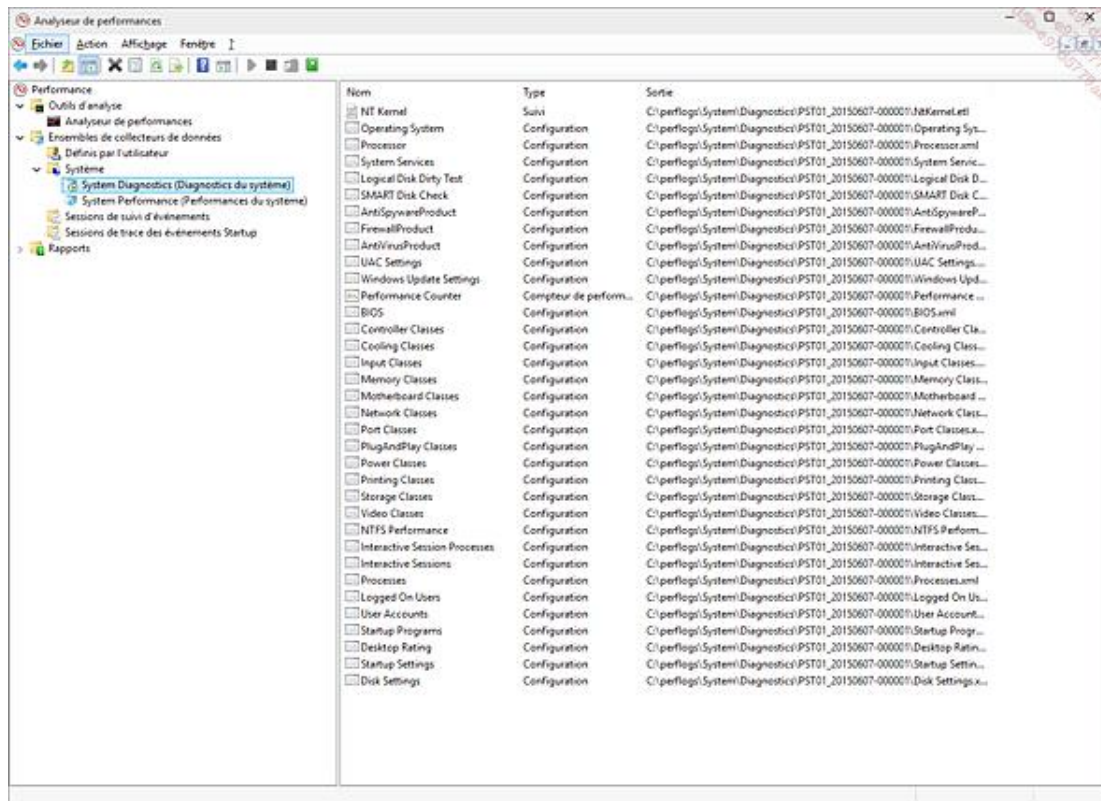 Analyseur de performances
Fichier Action Affichage Fenêtre ?
Performance
Outils d'analyse
Analyseur de performances
Ensembles de collecteurs de données
Définis par l'utilisateur
Système
System Diagnostics (Diagnostics du système)
System Performance (Performances du système)
Sessions de suivi d'événements
Sessions de trace des événements Startup
Rapports
Nom Type Sortie
NT Kernel Suivi C:\perflogs\System\Diagnostics\PST01_20150607-000001\NtKernel.etl
Operating System Configuration C:\perflogs\System\Diagnostics\PST01_20150607-000001\Operating Sys...
Processor Configuration C:\perflogs\System\Diagnostics\PST01_20150607-000001\Processor.xml
System Services Configuration C:\perflogs\System\Diagnostics\PST01_20150607-000001\System Servic...
Logical Disk Dirty Test Configuration C:\perflogs\System\Diagnostics\PST01_20150607-000001\Logical Disk D...
SMART Disk Check Configuration C:\perflogs\System\Diagnostics\PST01_20150607-000001\SMART Disk C...
AntiSpywareProduct Configuration C:\perflogs\System\Diagnostics\PST01_20150607-000001\AntiSpywareP...
FirewallProduct Configuration C:\perflogs\System\Diagnostics\PST01_20150607-000001\FirewallProdu...
AntiVirusProduct Configuration C:\perflogs\System\Diagnostics\PST01_20150607-000001\AntiVirusProd...
UAC Settings Configuration C:\perflogs\System\Diagnostics\PST01_20150607-000001\UAC Settings....
Windows Update Settings Configuration C:\perflogs\System\Diagnostics\PST01_20150607-000001\Windows Upd...
Performance Counter Compteur de perform... C:\perflogs\System\Diagnostics\PST01_20150607-000001\Performance ...
BIOS Configuration C:\perflogs\System\Diagnostics\PST01_20150607-000001\BIOS.xml
Controller Classes Configuration C:\perflogs\System\Diagnostics\PST01_20150607-000001\Controller Cla...
Cooling Classes Configuration C:\perflogs\System\Diagnostics\PST01_20150607-000001\Cooling Class...
Input Classes Configuration C:\perflogs\System\Diagnostics\PST01_20150607-000001\Input Classes....
Memory Classes Configuration C:\perflogs\System\Diagnostics\PST01_20150607-000001\Memory Class...
Motherboard Classes Configuration C:\perflogs\System\Diagnostics\PST01_20150607-000001\Motherboard ...
Network Classes Configuration C:\perflogs\System\Diagnostics\PST01_20150607-000001\Network Class...
Port Classes Configuration C:\perflogs\System\Diagnostics\PST01_20150607-000001\Port Classes.x...
PlugAndPlay Classes Configuration C:\perflogs\System\Diagnostics\PST01_20150607-000001\PlugAndPlay ...
Power Classes Configuration C:\perflogs\System\Diagnostics\PST01_20150607-000001\Power Classes...
Printing Classes Configuration C:\perflogs\System\Diagnostics\PST01_20150607-000001\Printing Class...
Storage Classes Configuration C:\perflogs\System\Diagnostics\PST01_20150607-000001\Storage Class...
Video Classes Configuration C:\perflogs\System\Diagnostics\PST01_20150607-000001\Video Classes....
NTFS Performance Configuration C:\perflogs\System\Diagnostics\PST01_20150607-000001\NTFS Perform...
Interactive Session Processes Configuration C:\perflogs\System\Diagnostics\PST01_20150607-000001\Interactive Ses...
Interactive Sessions Configuration C:\perflogs\System\Diagnostics\PST01_20150607-000001\Interactive Ses...
Processes Configuration C:\perflogs\System\Diagnostics\PST01_20150607-000001\Processes.xml
Logged On Users Configuration C:\perflogs\System\Diagnostics\PST01_20150607-000001\Logged On Us...
User Accounts Configuration C:\perflogs\System\Diagnostics\PST01_20150607-000001\User Account...
Startup Programs Configuration C:\perflogs\System\Diagnostics\PST01_20150607-000001\Startup Progr...
Desktop Rating Configuration C:\perflogs\System\Diagnostics\PST01_20150607-000001\Desktop Ratin...
Startup Settings Configuration C:\perflogs\System\Diagnostics\PST01_20150607-000001\Startup Settin...
Disk Settings Configuration C:\perflogs\System\Diagnostics\PST01_20150607-000001\Disk Settings.x...